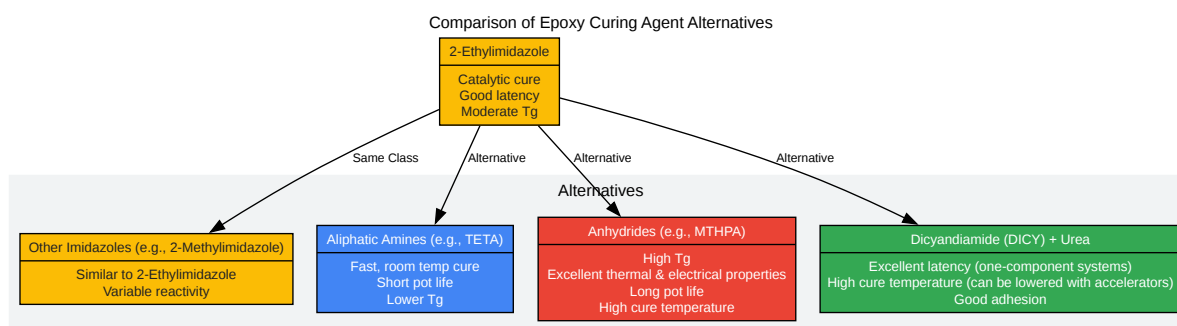 Comparison of Epoxy Curing Agent Alternatives
2-Ethylimidazole
Catalytic cure
Good latency
Moderate Tg
Same Class
Alternative
Alternative
Alternative
Alternatives
Other Imidazoles (e.g., 2-Methylimidazole)
Similar to 2-Ethylimidazole
Variable reactivity
Aliphatic Amines (e.g., TETA)
Fast, room temp cure
Short pot life
Lower Tg
Anhydrides (e.g., MTHPA)
High Tg
Excellent thermal & electrical properties
Long pot life
High cure temperature
Dicyandiamide (DICY) + Urea
Excellent latency (one-component systems)
High cure temperature (can be lowered with accelerators)
Good adhesion